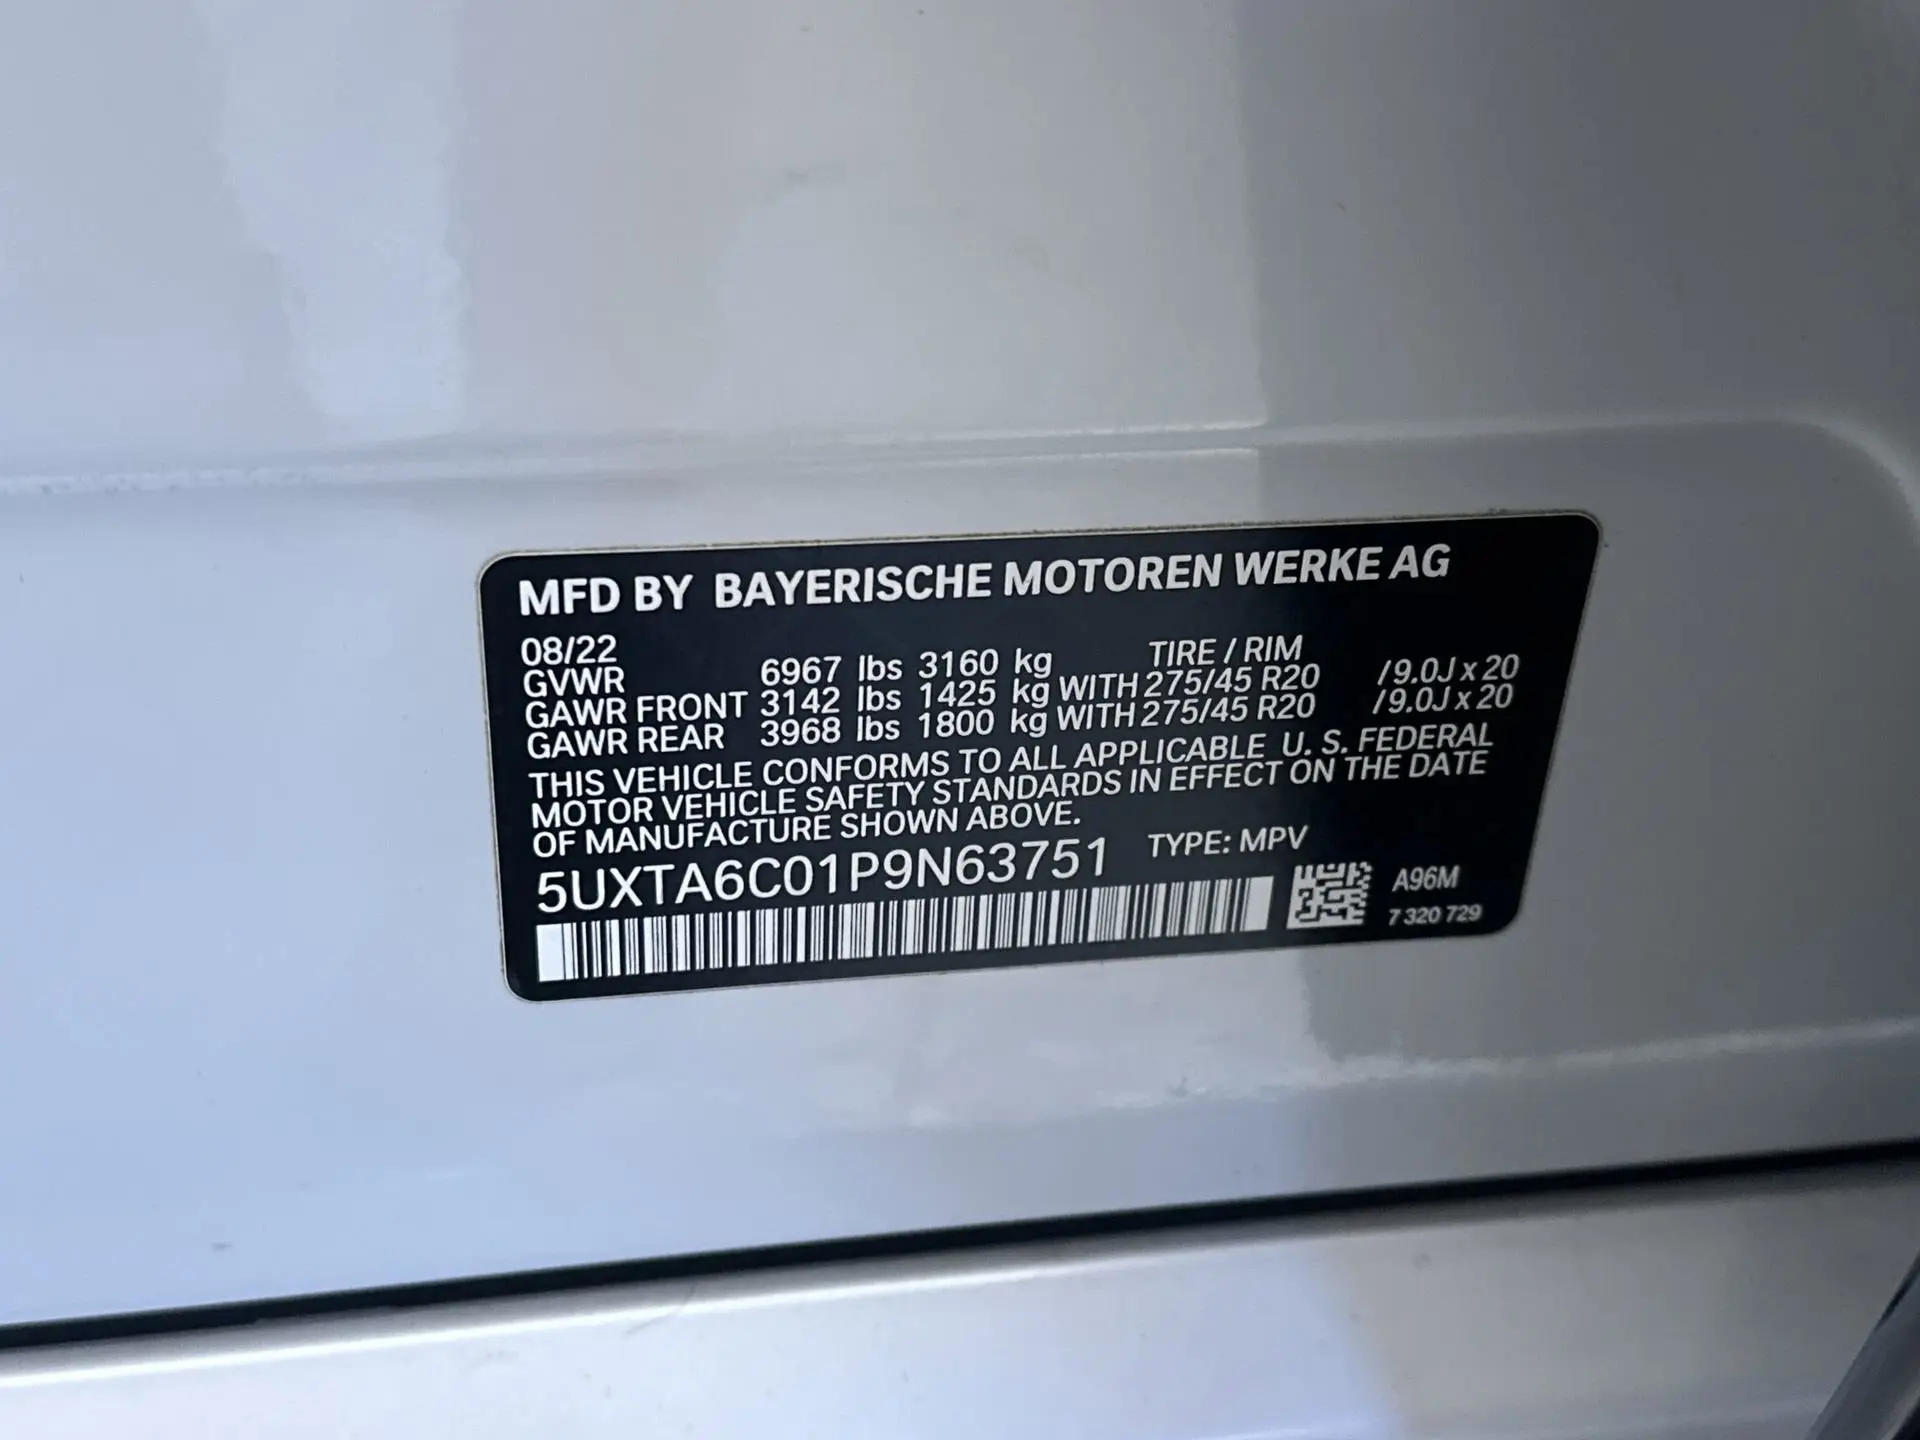 MFD BY BAYERISCHE MOTOREN WERKE AG
08/22 TIRE / RIM
GVWR 6967 lbs 3160 kg
GAWR FRONT 3142 lbs 1425 kg WITH 275/45 R20 /9.0J x 20
GAWR REAR 3968 lbs 1800 kg WITH 275/45 R20 /9.0J x 20
THIS VEHICLE CONFORMS TO ALL APPLICABLE U. S. FEDERAL
MOTOR VEHICLE SAFETY STANDARDS IN EFFECT ON THE DATE
OF MANUFACTURE SHOWN ABOVE.
5UXTA6C01P9N63751 TYPE: MPV
A96M
7 320 729